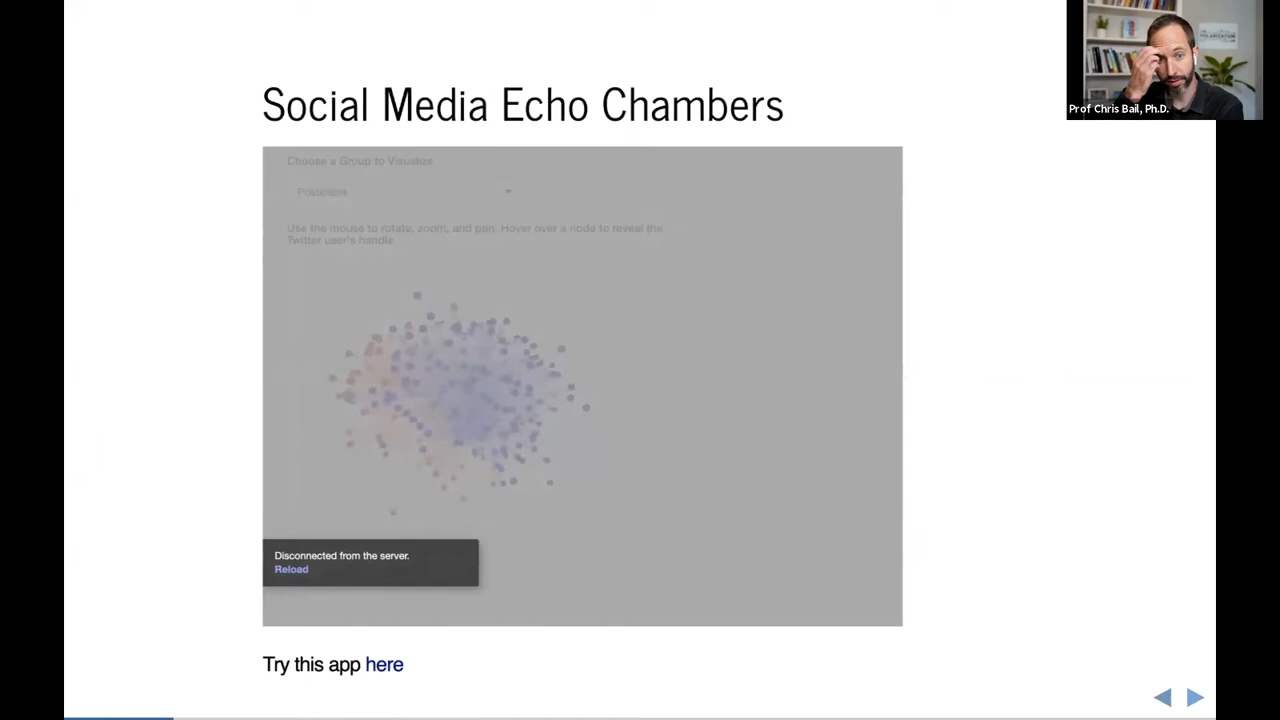 Social Media Echo Chambers
Choose a Group to Visualize
Politicians
Use the mouse to rotate, zoom, and pan. Hover over a node to reveal the
Twitter user's handle
Disconnected from the server.
Reload
Try this app here
POLARIZATION
Prof Chris Bail, Ph.D.